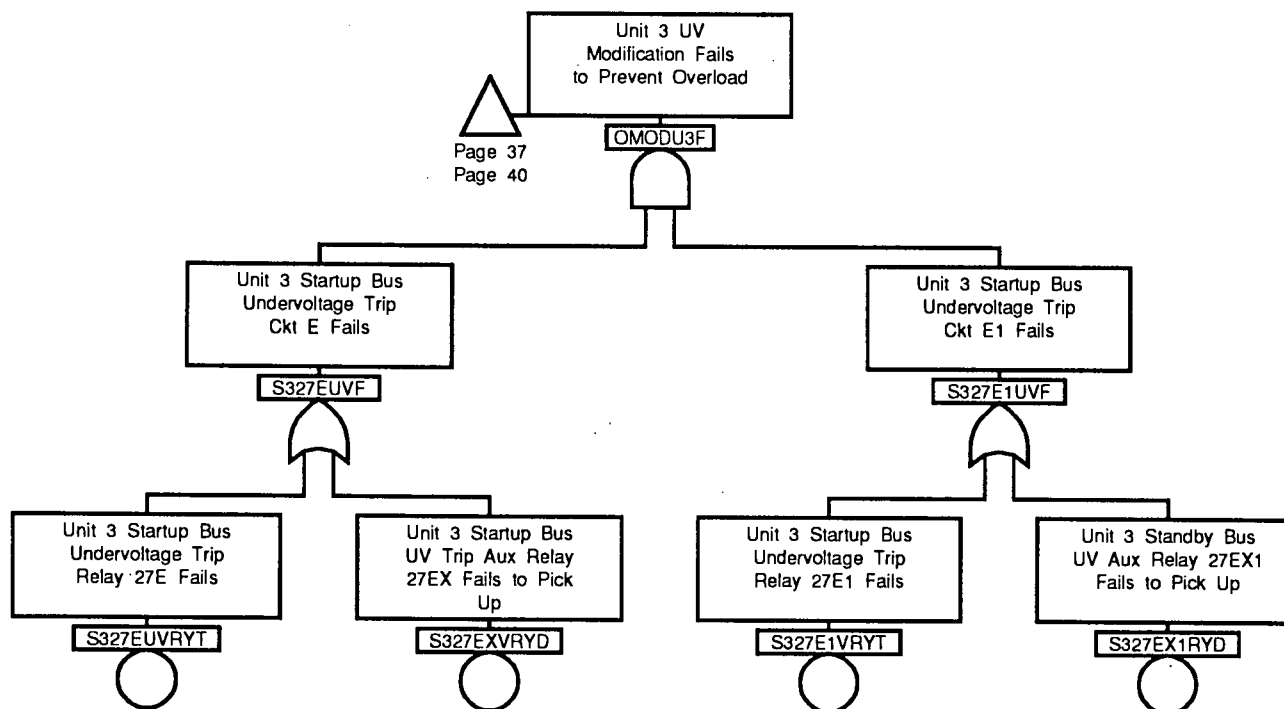 Unit 3 UV
Modification Fails
to Prevent Overload
Page 37
Page 40
OMODU3F
Unit 3 Startup Bus
Undervoltage Trip
Ckt E Fails
S327EUVF
Unit 3 Startup Bus
Undervoltage Trip
Ckt E1 Fails
S327E1UVF
Unit 3 Startup Bus
Undervoltage Trip
Relay 27E Fails
S327EUVRYT
Unit 3 Startup Bus
UV Trip Aux Relay
27EX Fails to Pick
Up
S327EXVRYD
Unit 3 Startup Bus
Undervoltage Trip
Relay 27E1 Fails
S327E1VRYT
Unit 3 Standby Bus
UV Aux Relay 27EX1
Fails to Pick Up
S327EX1RYD